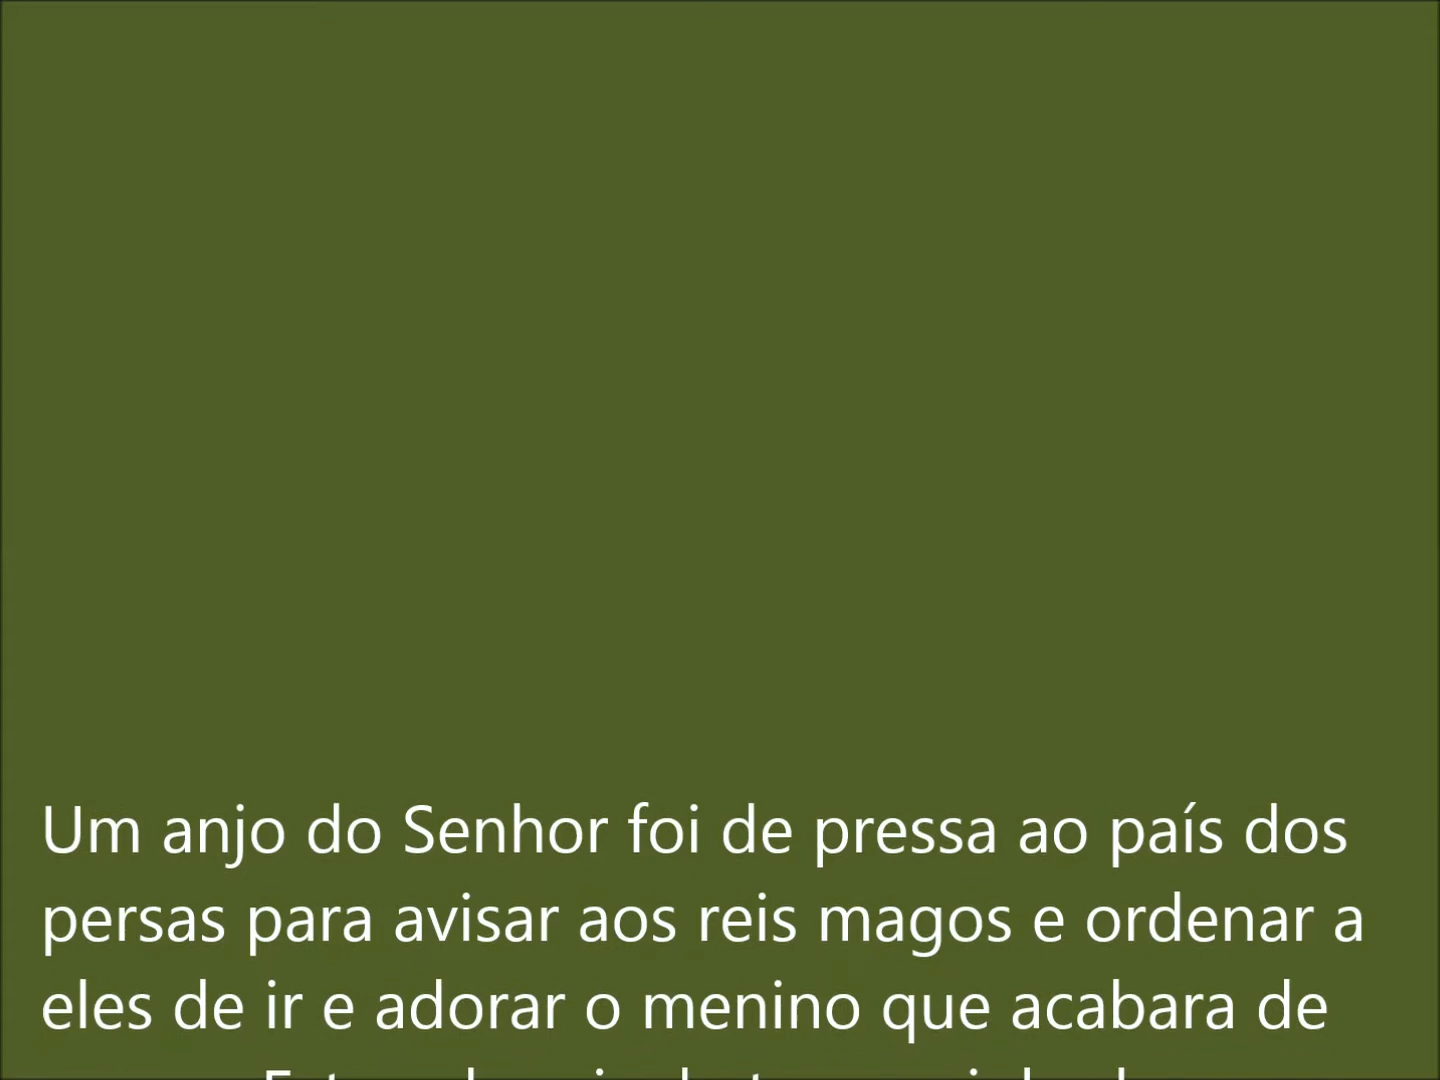 Um anjo do Senhor foi de pressa ao país dos
persas para avisar aos reis magos e ordenar a
eles de ir e adorar o menino que acabara de